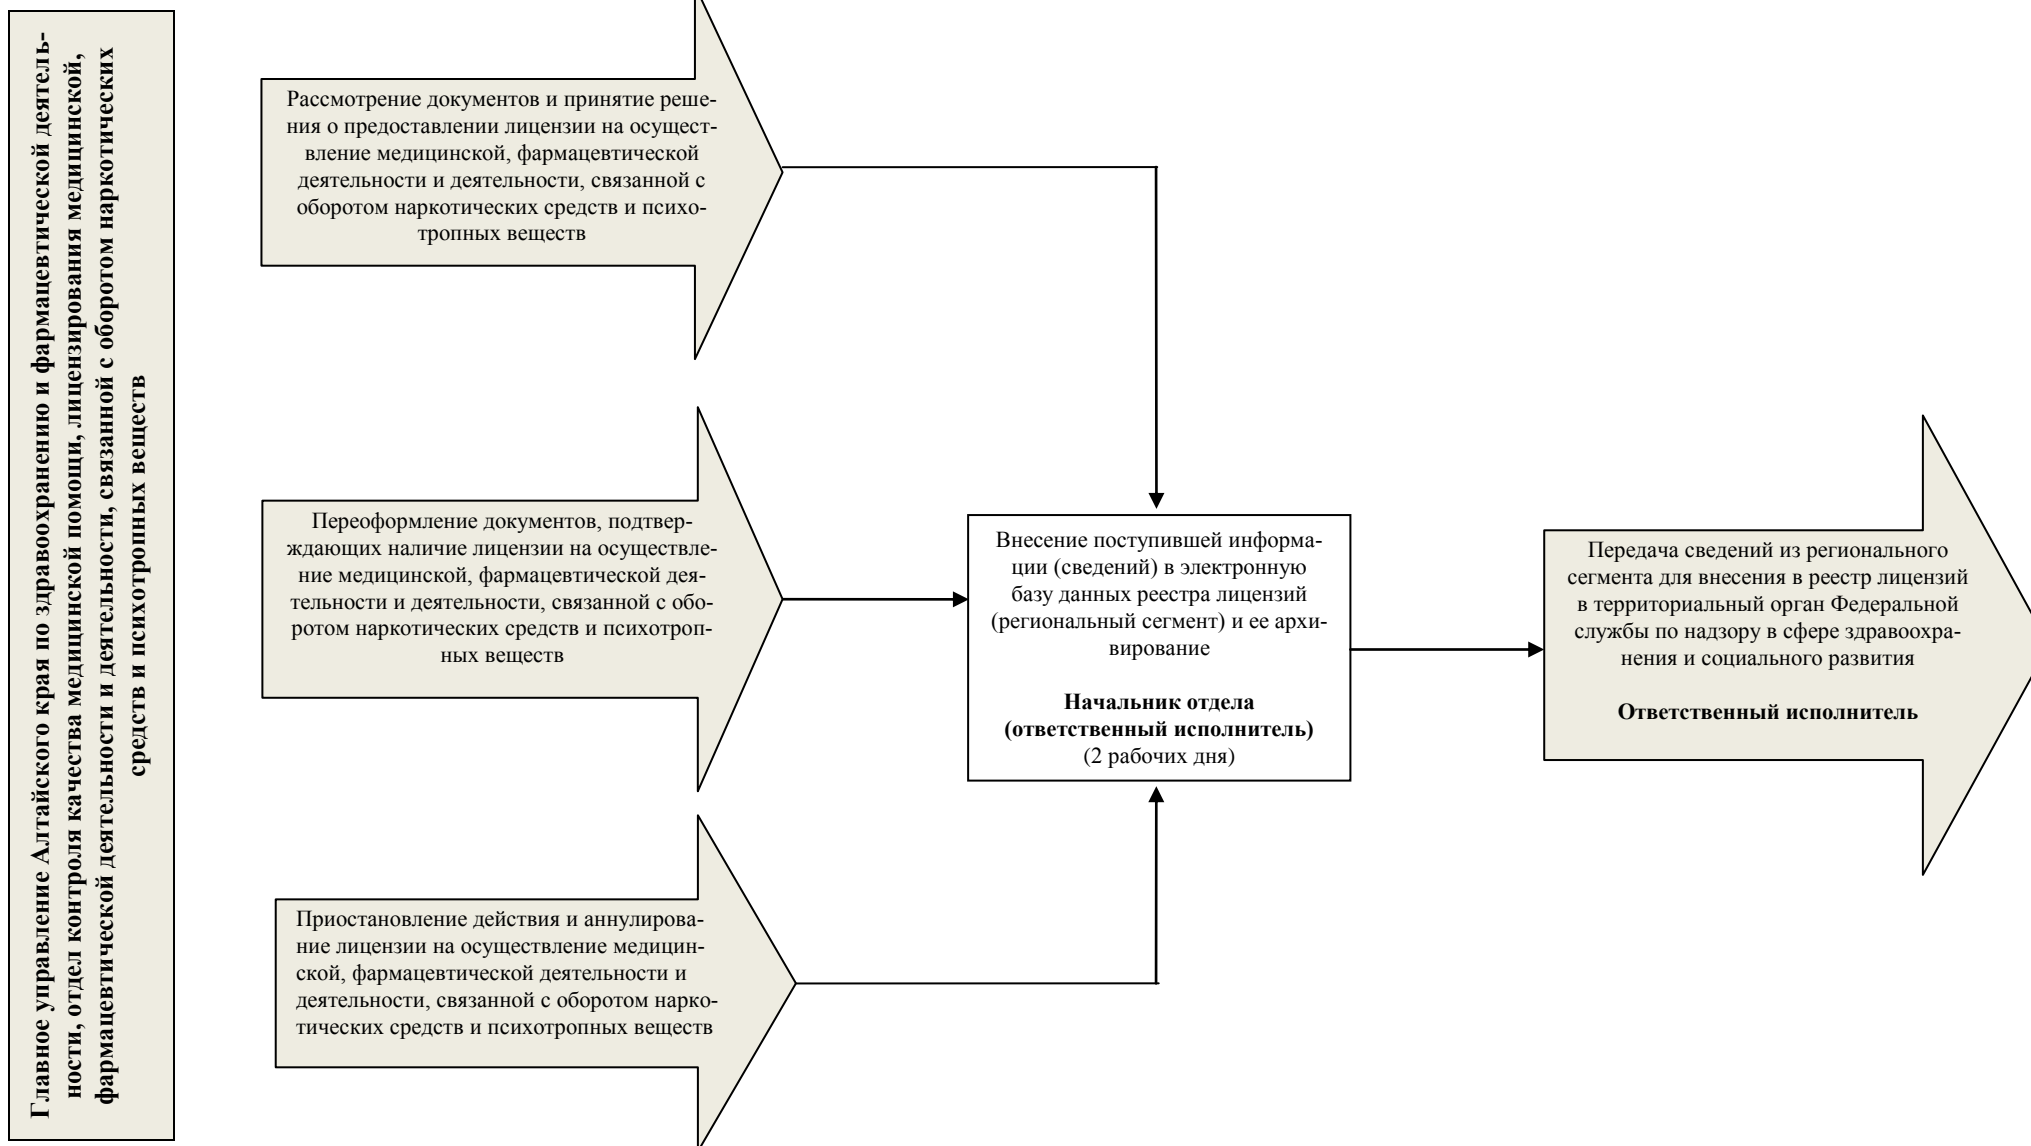 Главное управление Алтайского края по здравоохранению и фармацевтической деятель-
ности, отдел контроля качества медицинской помощи, лицензирования медицинской,
фармацевтической деятельности и деятельности, связанной с оборотом наркотических
средств и психотропных веществ
Рассмотрение документов и принятие реше-
ния о предоставлении лицензии на осущест-
вление медицинской, фармацевтической
деятельности и деятельности, связанной с
оборотом наркотических средств и психо-
тропных веществ
Переоформление документов, подтвер-
ждающих наличие лицензии на осуществле-
ние медицинской, фармацевтической дея-
тельности и деятельности, связанной с обо-
ротом наркотических средств и психотроп-
ных веществ
Приостановление действия и аннулирова-
ние лицензии на осуществление медицин-
ской, фармацевтической деятельности и
деятельности, связанной с оборотом нарко-
тических средств и психотропных веществ
Внесение поступившей информа-
ции (сведений) в электронную
базу данных реестра лицензий
(региональный сегмент) и ее архи-
вирование
Начальник отдела
(ответственный исполнитель)
(2 рабочих дня)
Передача сведений из регионального
сегмента для внесения в реестр лицензий
в территориальный орган Федеральной
службы по надзору в сфере здравоохра-
нения и социального развития
Ответственный исполнитель